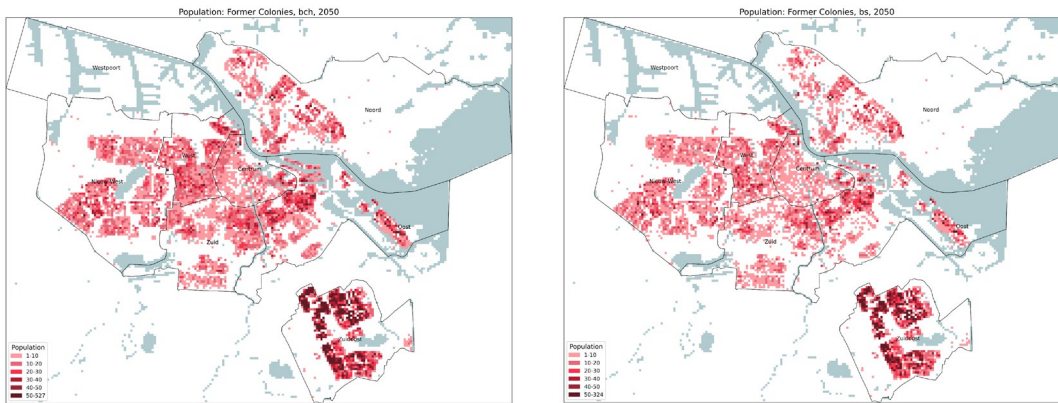 Population: Former Colonies, bch, 2050
Westpoort
Noord
West
Centrum
Nieuw-West
Oost
Zuid
Zuidoost
Population
1-10
10-20
20-30
30-40
40-50
50-527
Population: Former Colonies, bs, 2050
Westpoort
Noord
West
Centrum
Nieuw-West
Oost
Zuid
Zuidoost
Population
1-10
10-20
20-30
30-40
40-50
50-324